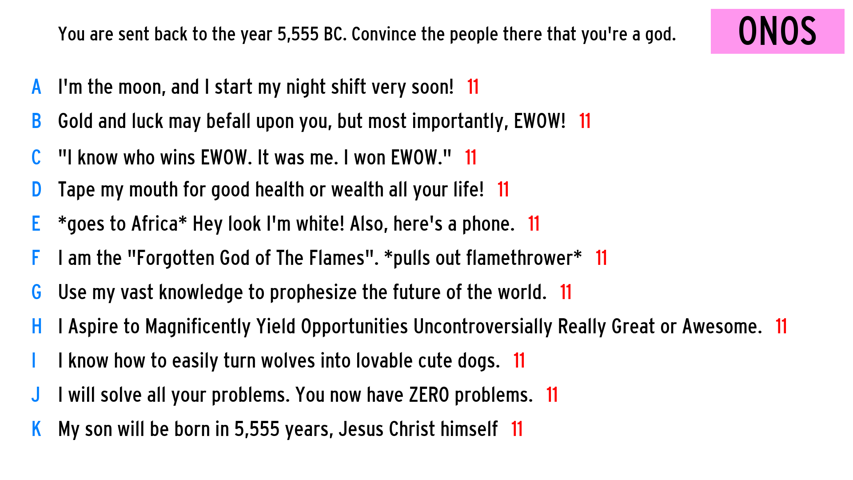 You are sent back to the year 5,555 BC. Convince the people there that you're a god.
ONOS
A I'm the moon, and I start my night shift very soon! 11
B Gold and luck may befall upon you, but most importantly, EWOW! 11
C "I know who wins EWOW. It was me. I won EWOW." 11
D Tape my mouth for good health or wealth all your life! 11
E *goes to Africa* Hey look I'm white! Also, here's a phone. 11
F I am the "Forgotten God of The Flames". *pulls out flamethrower* 11
G Use my vast knowledge to prophesize the future of the world. 11
H I Aspire to Magnificently Yield Opportunities Uncontroversially Really Great or Awesome. 11
I I know how to easily turn wolves into lovable cute dogs. 11
J I will solve all your problems. You now have ZERO problems. 11
K My son will be born in 5,555 years, Jesus Christ himself 11